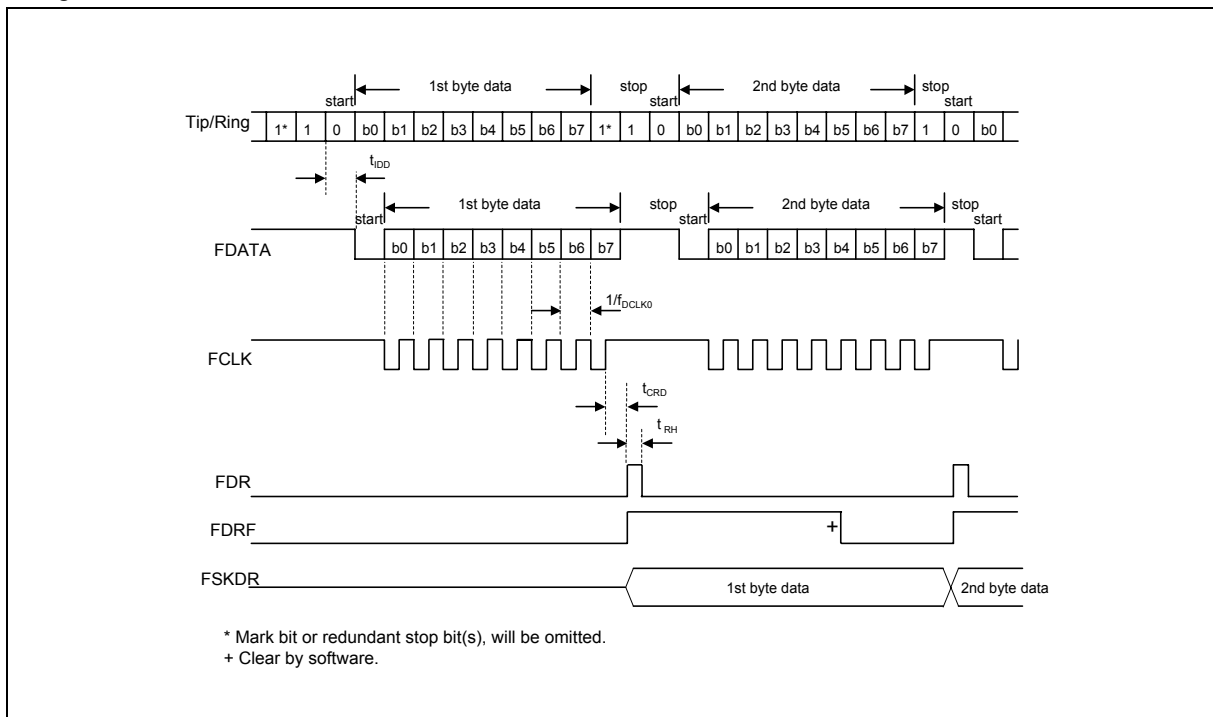 1st byte data stop 2nd byte data stop
start start start
Tip/Ring 1* 1 0 b0 b1 b2 b3 b4 b5 b6 b7 1* 1 0 b0 b1 b2 b3 b4 b5 b6 b7 1 0 b0
tIDD
1st byte data stop 2nd byte data stop
start start start
FDATA b0 b1 b2 b3 b4 b5 b6 b7 b0 b1 b2 b3 b4 b5 b6 b7
1/fDCLK0
FCLK
tCRD
tRH
FDR
FDRF +
FSKDR 1st byte data 2nd byte data
* Mark bit or redundant stop bit(s), will be omitted.
+ Clear by software.